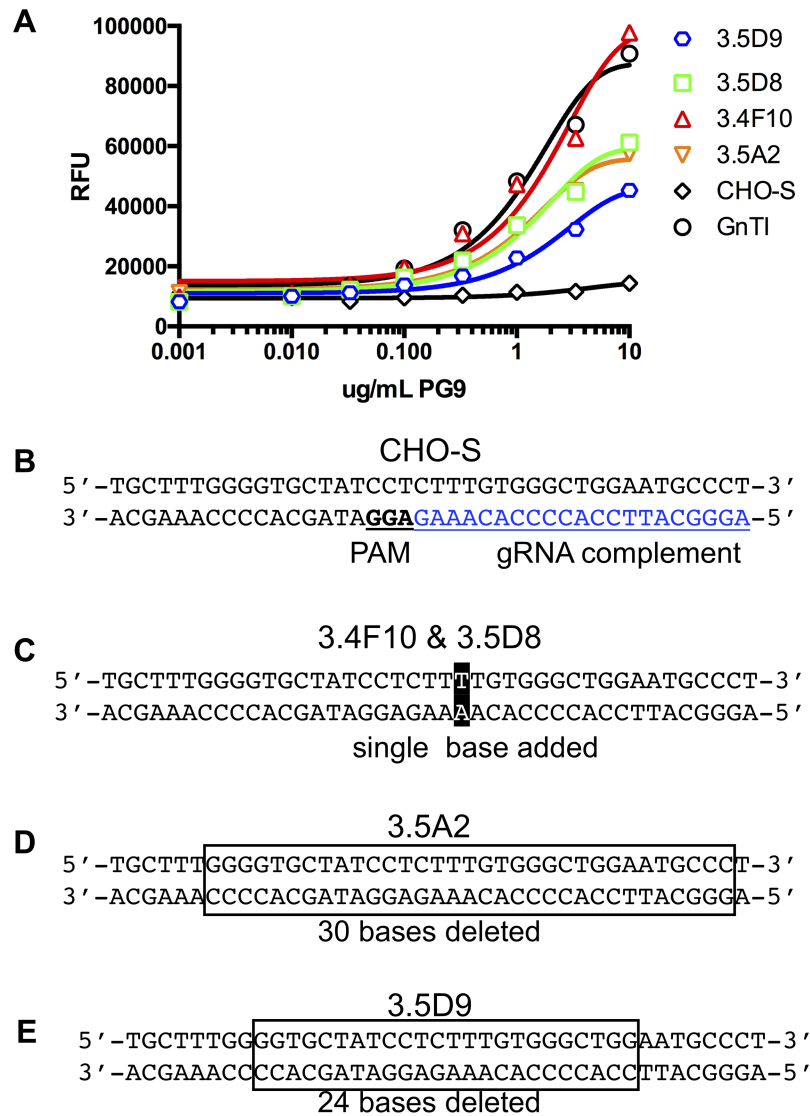 A
100000
80000
60000
40000
20000
0
RFU
0.001
0.010
0.100
1
10
ug/mL PG9
3.5D9
3.5D8
3.4F10
3.5A2
CHO-S
GnTI
B
CHO-S
5′-TGCTTTGGGGTGCTATCCTCTTTGTGGGCTGGAATGCCCT-3′
3′-ACGAAACCCCACGATAGGAGAAACACCCCACCTTACGGGA-5′
PAM gRNA complement
C
3.4F10 & 3.5D8
5′-TGCTTTGGGGTGCTATCCTCTTTTGTGGGCTGGAATGCCCT-3′
3′-ACGAAACCCCACGATAGGAGAAAACACCCCACCTTACGGGA-5′
single base added
D
3.5A2
5′-TGCTTTGGGGTGCTATCCTCTTTGTGGGCTGGAATGCCCT-3′
3′-ACGAAACCCCACGATAGGAGAAACACCCCACCTTACGGGA-5′
30 bases deleted
E
3.5D9
5′-TGCTTTGGGGTGCTATCCTCTTTGTGGGCTGGAATGCCCT-3′
3′-ACGAAACCCCACGATAGGAGAAACACCCCACCTTACGGGA-5′
24 bases deleted